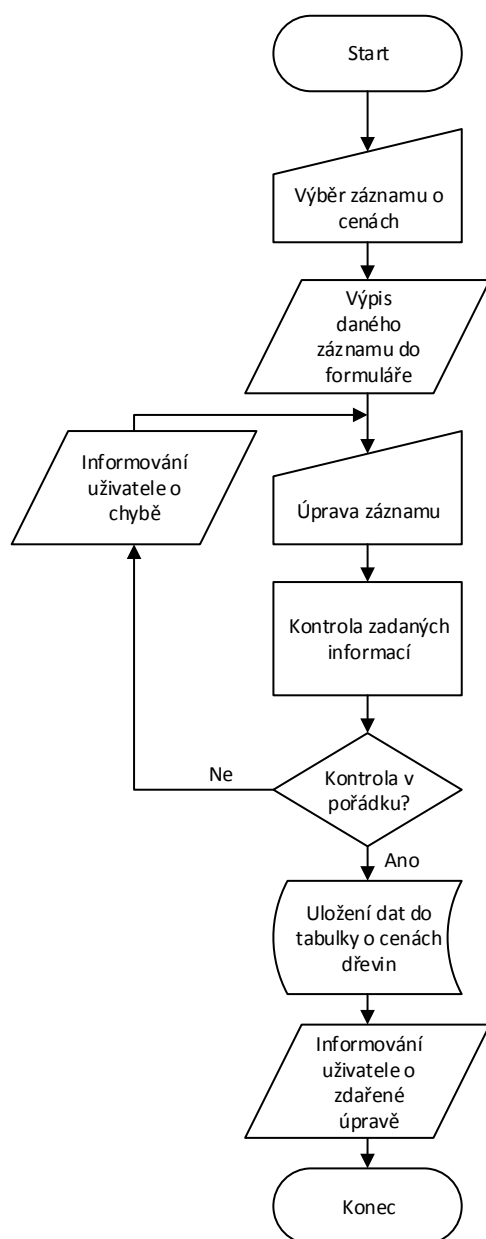 Start
Výběr záznamu o
cenách
Výpis
daného
záznamu do
formuláře
Informování
uživatele o
chybě
Úprava záznamu
Kontrola zadaných
informací
Ne
Kontrola v
pořádku?
Ano
Uložení dat do
tabulky o cenách
dřevin
Informování
uživatele o
zdařené
úpravě
Konec